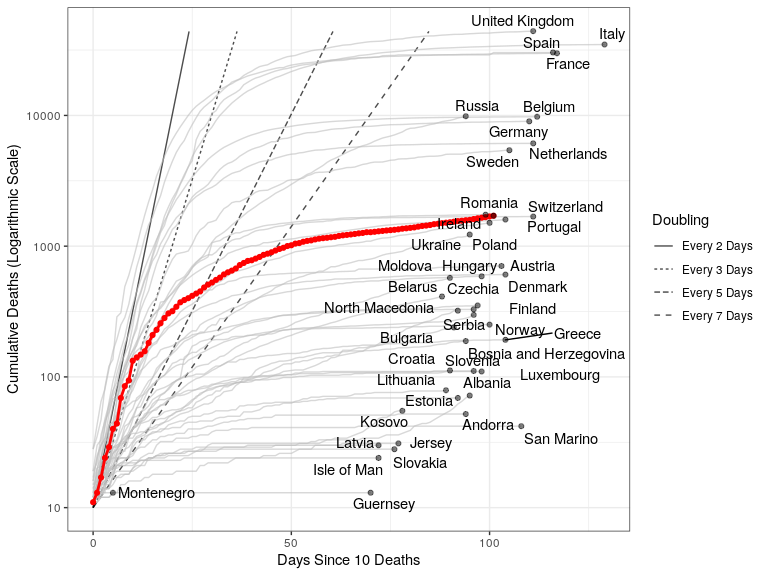 United Kingdom
Italy
Spain
France
Russia
Belgium
10000
Germany
Netherlands
Sweden
Romania
Switzerland
Ireland
Portugal
Ukraine
Poland
1000
Moldova
Hungary
Austria
Belarus
Czechia
Denmark
North Macedonia
Finland
Serbia
Norway
Greece
Bulgaria
Bosnia and Herzegovina
Croatia
Slovenia
Luxembourg
100
Lithuania
Albania
Estonia
Kosovo
Andorra
San Marino
Latvia
Jersey
Isle of Man
Slovakia
10
Montenegro
Guernsey
0
50
100
Days Since 10 Deaths
Cumulative Deaths (Logarithmic Scale)
Doubling
Every 2 Days
Every 3 Days
Every 5 Days
Every 7 Days